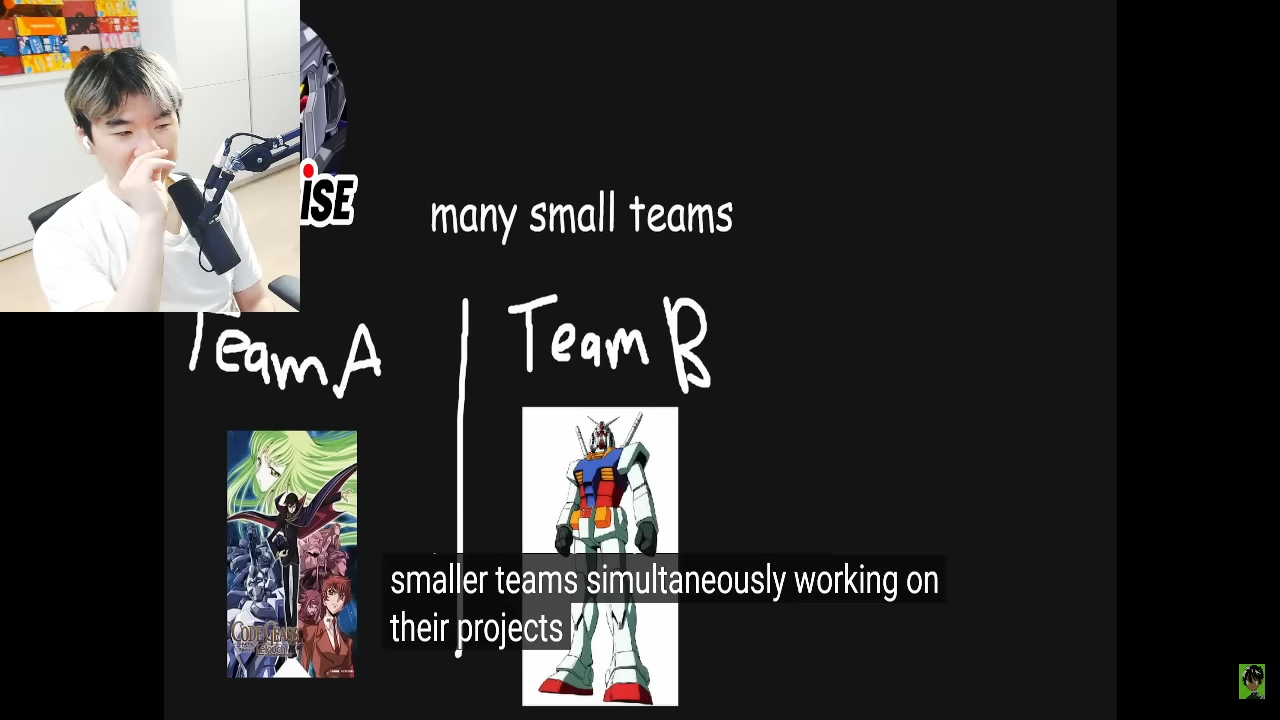 iSE
many small teams
Team A
Team B
smaller teams simultaneously working on
their projects
CODE GEASS